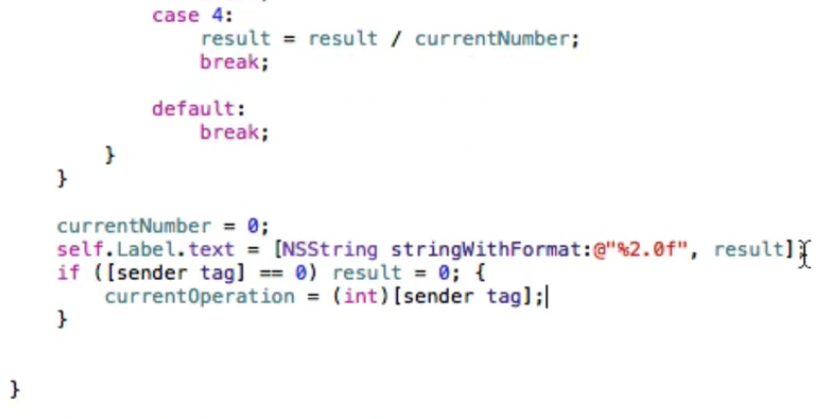 case 4:
result = result / currentNumber;
break;
default:
break;
}
}
currentNumber = 0;
self.Label.text = [NSString stringWithFormat:@"%2.0f", result];
if ([sender tag] == 0) result = 0; {
currentOperation = (int)[sender tag];
}
}